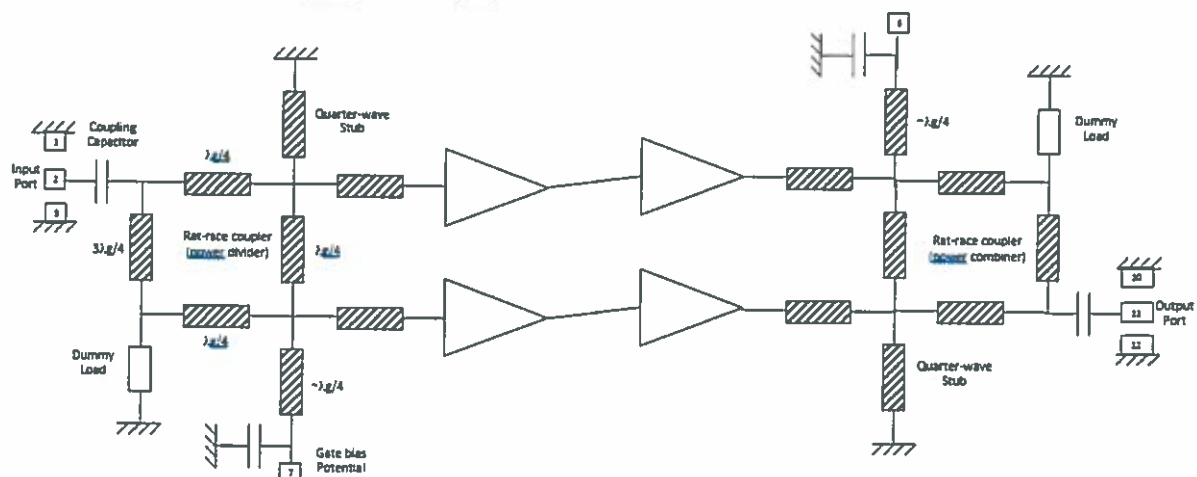 6
Coupling
Capacitor
Quarter-wave
Stub
~λg/4
Dummy
Load
1
λg/4
Input
Port
2
9
3λg/4
Rat-race coupler
(power divider)
λg/4
Rat-race coupler
(power combiner)
10
11
Output
Port
12
λg/4
Dummy
Load
~λg/4
Quarter-wave
Stub
Gate bias
Potential
7